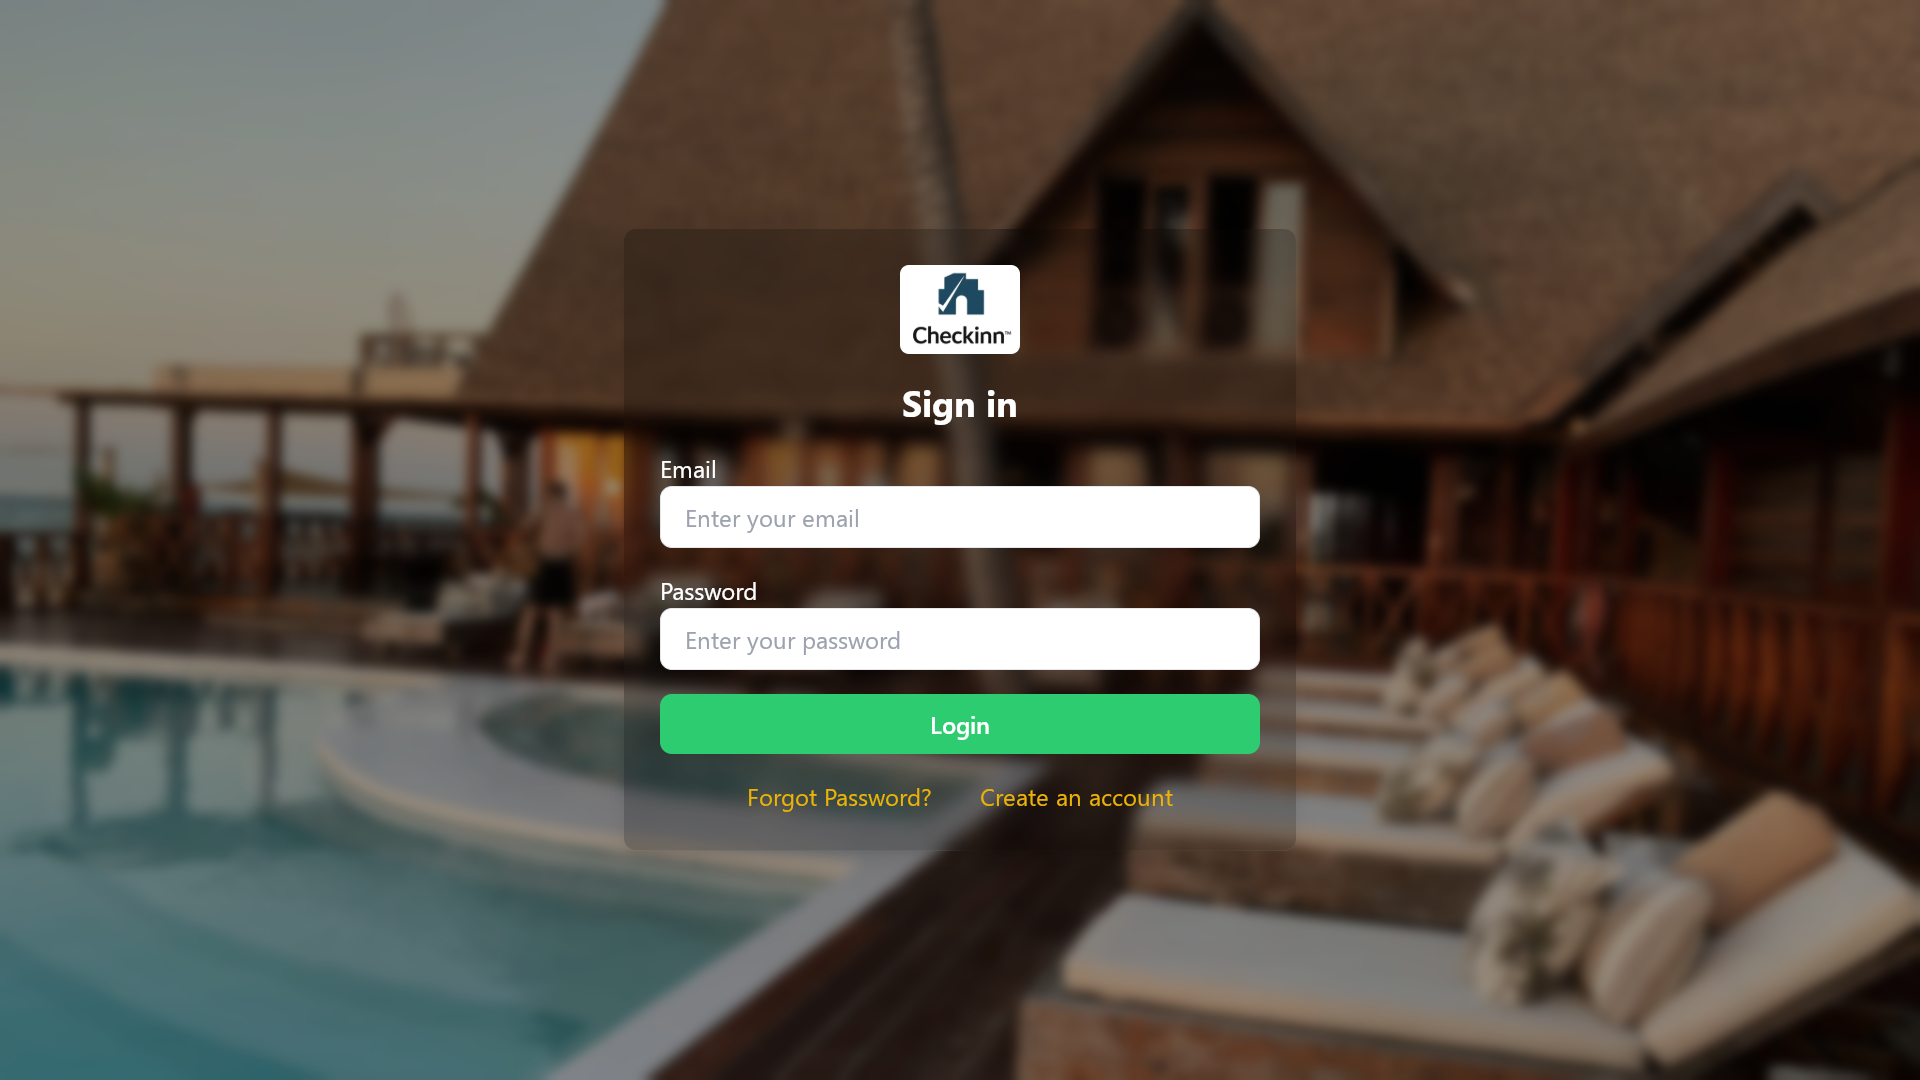 Checkinn™
Sign in
Email
Enter your email
Password
Enter your password
Login
Forgot Password? Create an account